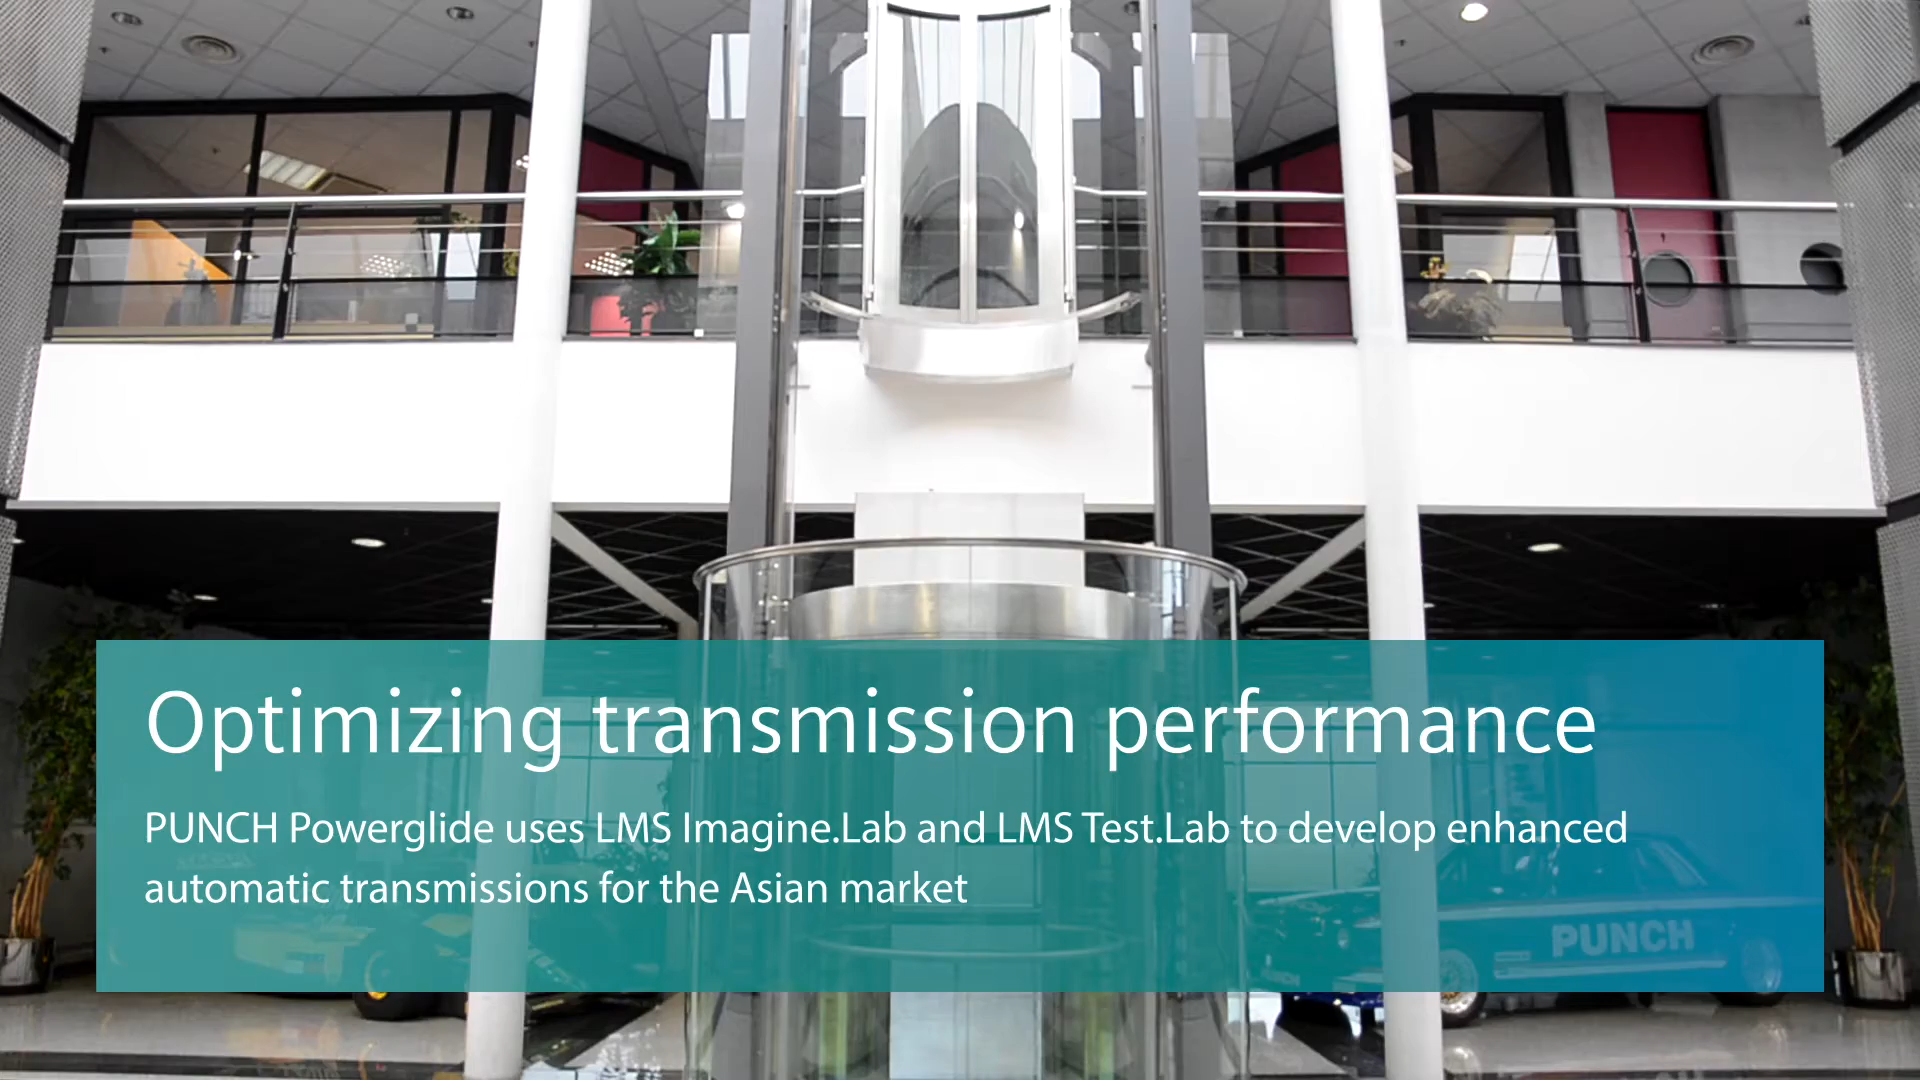 Optimizing transmission performance
PUNCH Powerglide uses LMS Imagine.Lab and LMS Test.Lab to develop enhanced
automatic transmissions for the Asian market
PUNCH